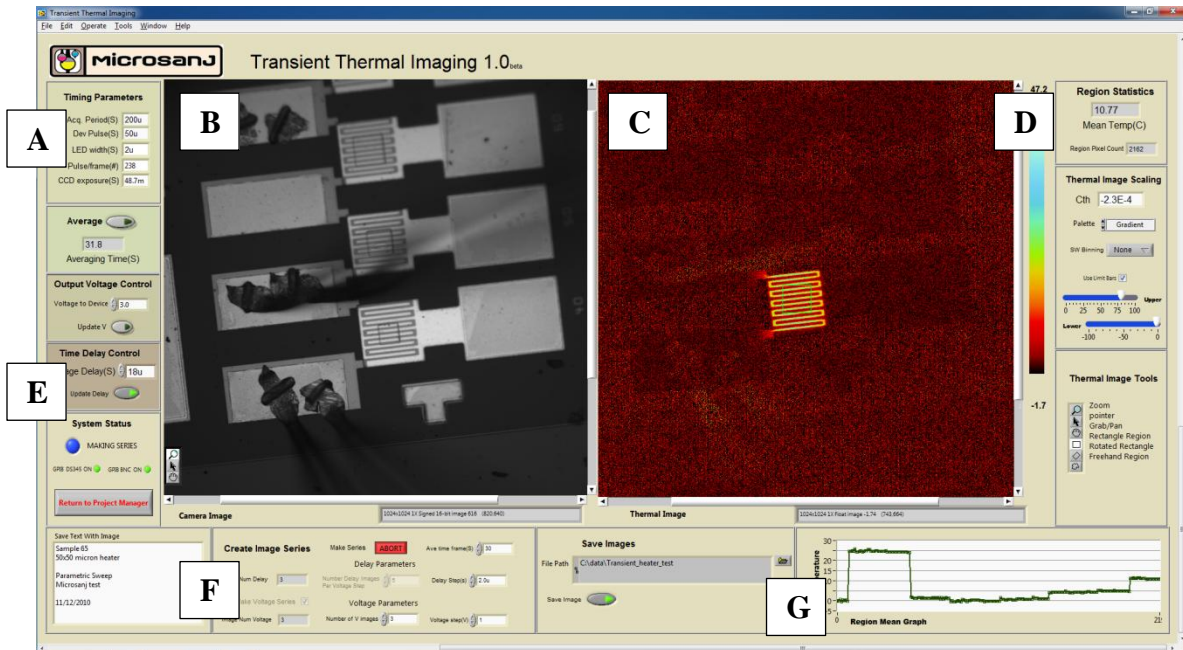 Transient Thermal Imaging
File Edit Operate Tools Window Help
MicrosanJ
Transient Thermal Imaging 1.0 beta
A
Timing Parameters
Acq. Period(S) 200u
Dev Pulse(S) 50u
LED width(S) 2u
Pulse/frame(#) 238
CCD exposure(S) 48.7m
Average
31.8
Averaging Time(S)
Output Voltage Control
Voltage to Device 3.0
Update V
E
Time Delay Control
age Delay(S) 18u
Update Delay
System Status
MAKING SERIES
GRB DS345 ON GRB BNC ON
Return to Project Manager
B
Camera Image
1024x1024 1X Signed 16-bit image 616 (820,640)
C
Thermal Image
1024x1024 1X Float image -1.74 (743,664)
D
47.2
-1.7
Region Statistics
10.77
Mean Temp(C)
Region Pixel Count 2162
Thermal Image Scaling
Cth -2.3E-4
Palette Gradient
SW Binning None
Use Limit Bars
Upper
0 25 50 75 100
Lower
-100 -50 0
Thermal Image Tools
Zoom
pointer
Grab/Pan
Rectangle Region
Rotated Rectangle
Freehand Region
Save Text With Image
Sample 65
50x50 micron heater
Parametric Sweep
Microsanj test
11/12/2010
F
Create Image Series
Make Series ABORT
Ave time frame(S) 30
Delay Parameters
Num Delay 3
Number Delay Images Per Voltage Step 1
Delay Step(s) 2.0u
ake Voltage Series
Voltage Parameters
Image Num Voltage 3
Number of V images 3
Voltage step(V) 1
Save Images
File Path C:\data\Transient_heater_test
Save Image
G
perature
30
25
20
15
10
5
0
-5
0
21
Region Mean Graph